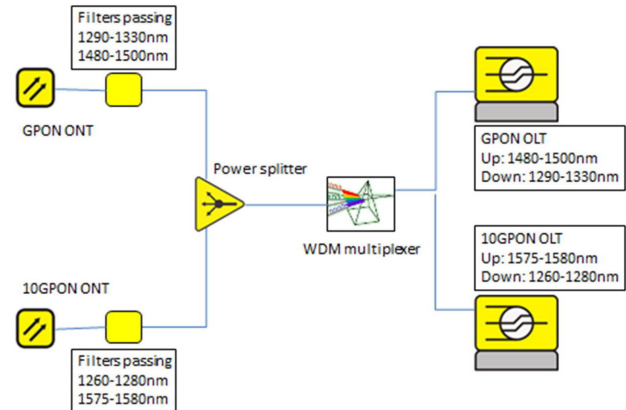 Filters passing
1290-1330nm
1480-1500nm
GPON ONT
Power splitter
WDM multiplexer
GPON OLT
Up: 1480-1500nm
Down: 1290-1330nm
10GPON OLT
Up: 1575-1580nm
Down: 1260-1280nm
10GPON ONT
Filters passing
1260-1280nm
1575-1580nm